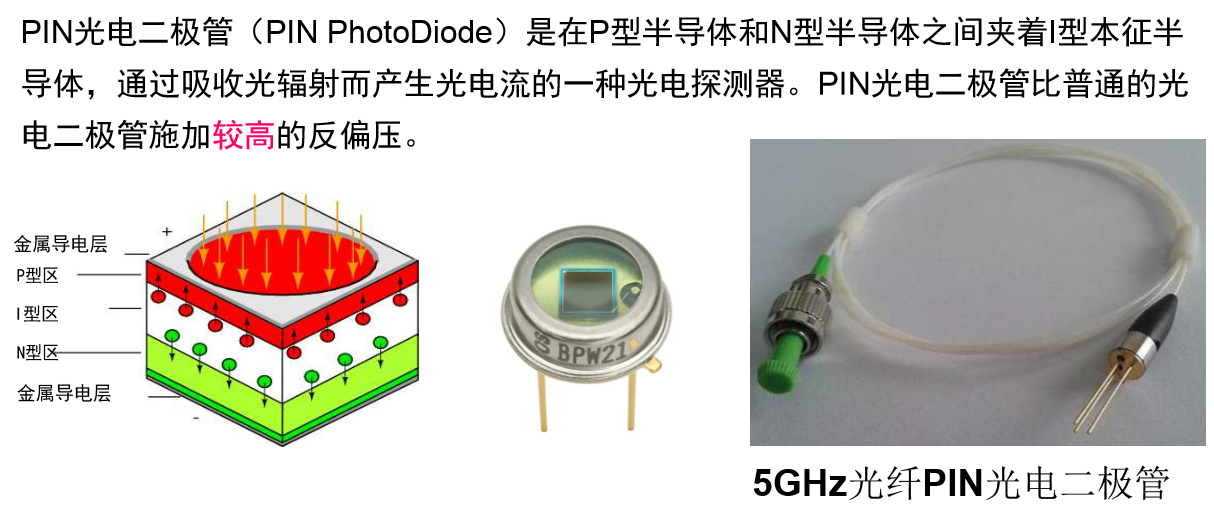 PIN光电二极管（PIN PhotoDiode）是在P型半导体和N型半导体之间夹着I型本征半
导体，通过吸收光辐射而产生光电流的一种光电探测器。PIN光电二极管比普通的光
电二极管施加较高的反偏压。
+
金属导电层
P型区
I型区
N型区
金属导电层
-
BPW21
5GHz光纤PIN光电二极管